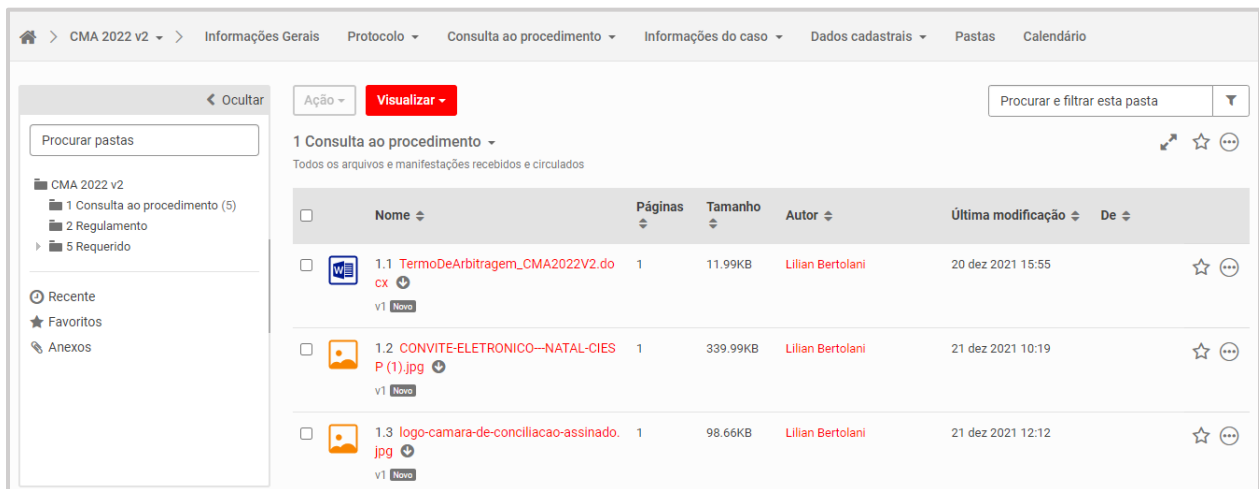 CMA 2022 v2
Informações Gerais
Protocolo
Consulta ao procedimento
Informações do caso
Dados cadastrais
Pastas
Calendário
Ocultar
Procurar pastas
CMA 2022 v2
1 Consulta ao procedimento (5)
2 Regulamento
5 Requerido
Recente
Favoritos
Anexos
Ação
Visualizar
Procurar e filtrar esta pasta
1 Consulta ao procedimento
Todos os arquivos e manifestações recebidos e circulados
Nome Páginas Tamanho Autor Última modificação De
1.1 TermoDeArbitragem_CMA2022V2.do 1 11.99KB Lilian Bertolani 20 dez 2021 15:55
cx
v1 Novo
1.2 CONVITE-ELETRONICO---NATAL-CIES 1 339.99KB Lilian Bertolani 21 dez 2021 10:19
P (1).jpg
v1 Novo
1.3 logo-camara-de-conciliacao-assinado. 1 98.66KB Lilian Bertolani 21 dez 2021 12:12
jpg
v1 Novo